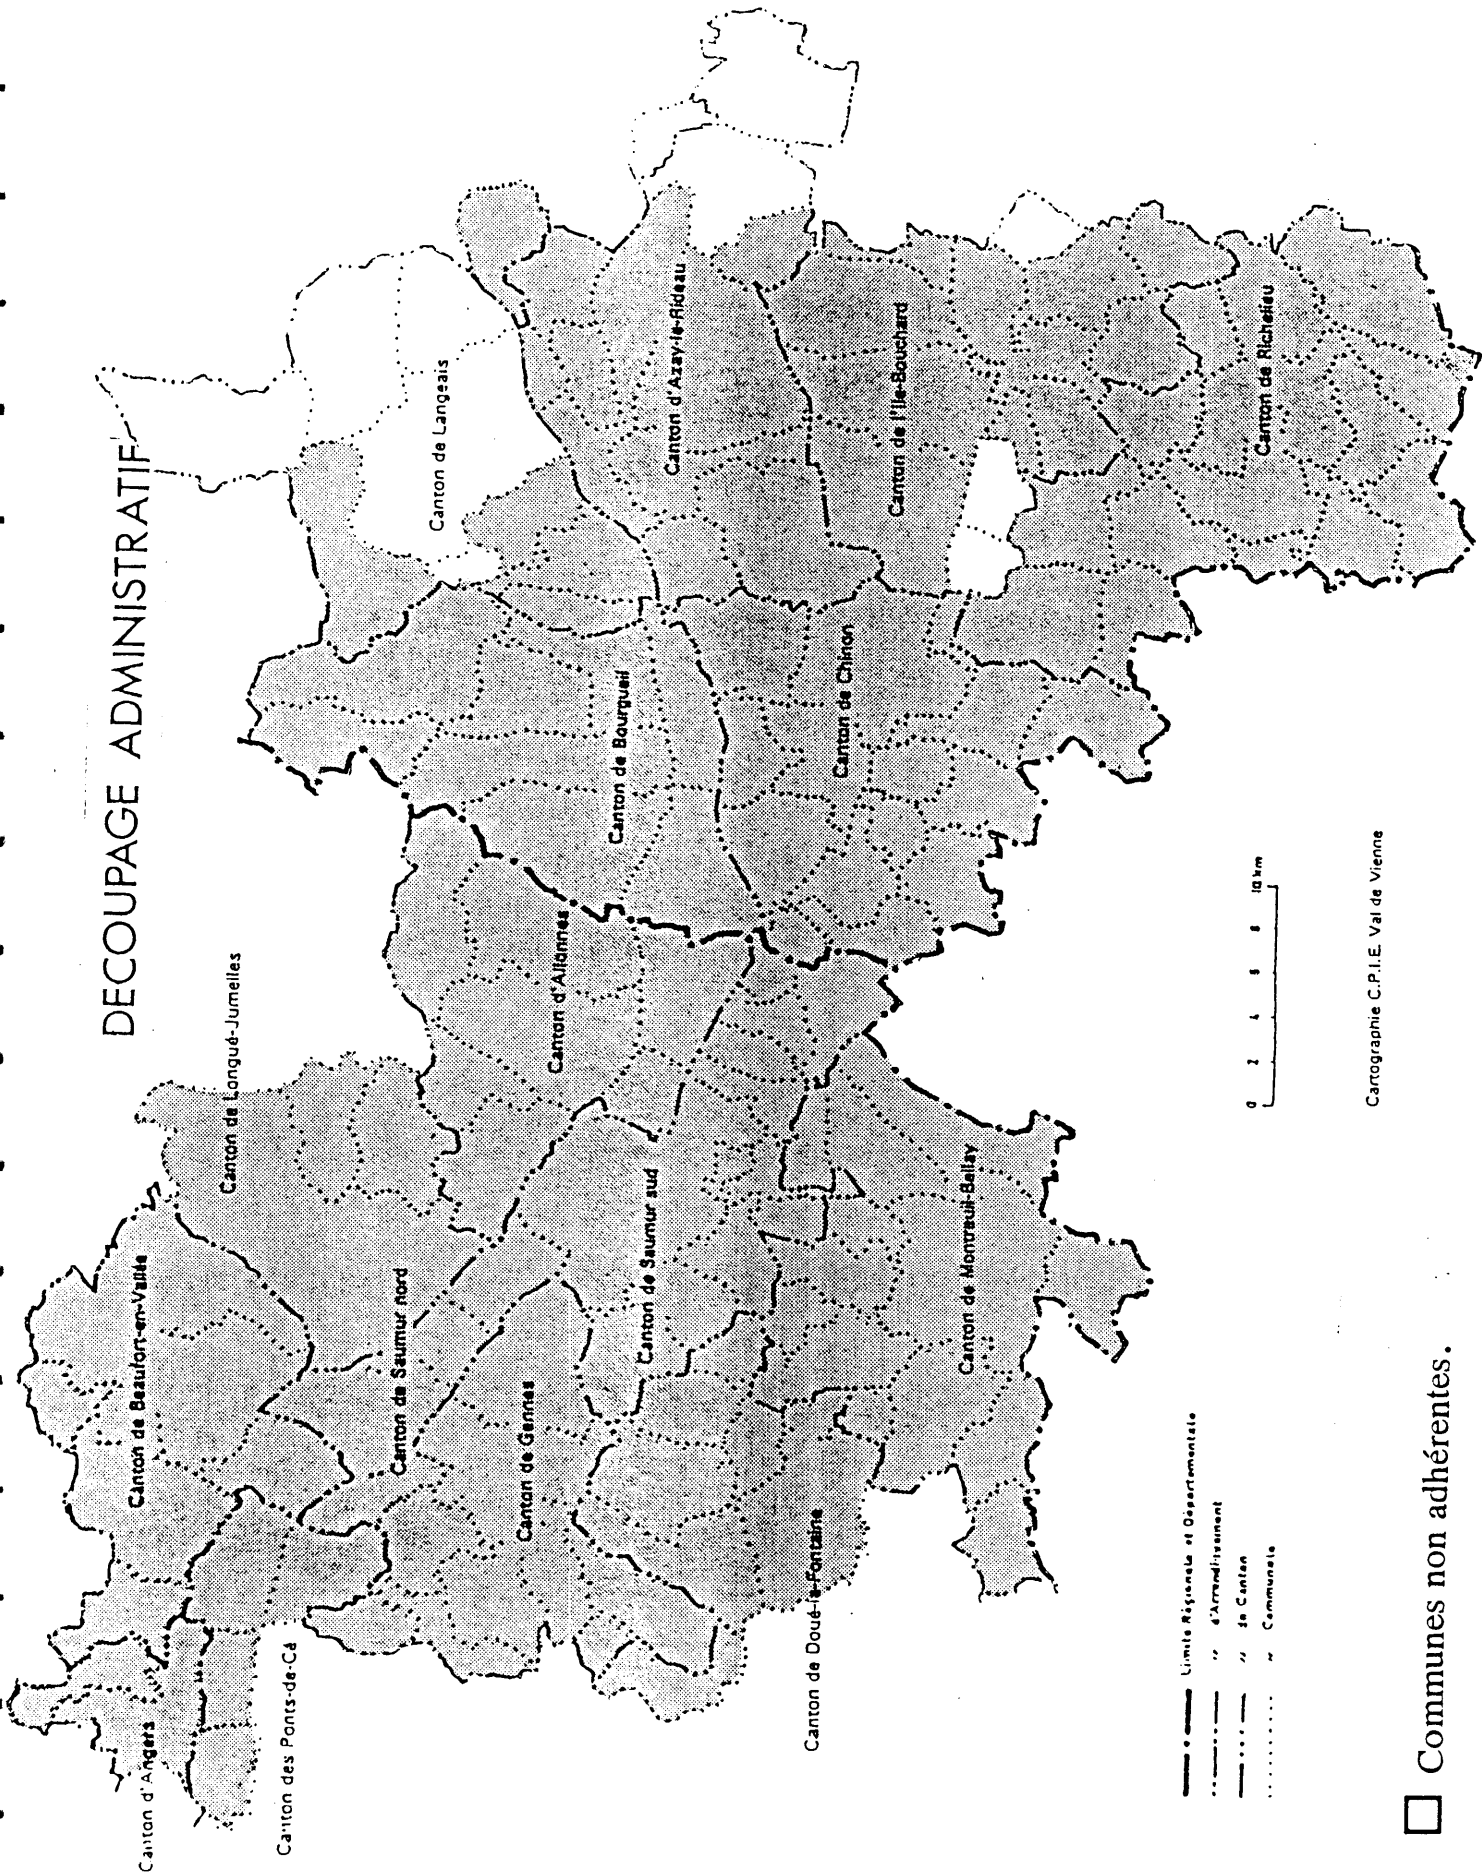 DECOUPAGE ADMINISTRATIF
Canton d'Angers
Canton des Ponts-de-Cé
Canton de Beaufort-en-Vallée
Canton de Longué-Jumelles
Canton de Saumur nord
Canton de Gennes
Canton d'Allonnes
Canton de Saumur sud
Canton de Doué-la-Fontaine
Canton de Montreuil-Bellay
Canton de Bourgueil
Canton de Langeais
Canton de Chinon
Canton d'Azay-le-Rideau
Canton de l'Ile-Bouchard
Canton de Richelieu
Limite Régionale et Départementale
" d'Arrondissement
" de Canton
" Communale
0 2 4 6 8 10 km
Cartographie C.P.I.E. Val de Vienne
Communes non adhérentes.